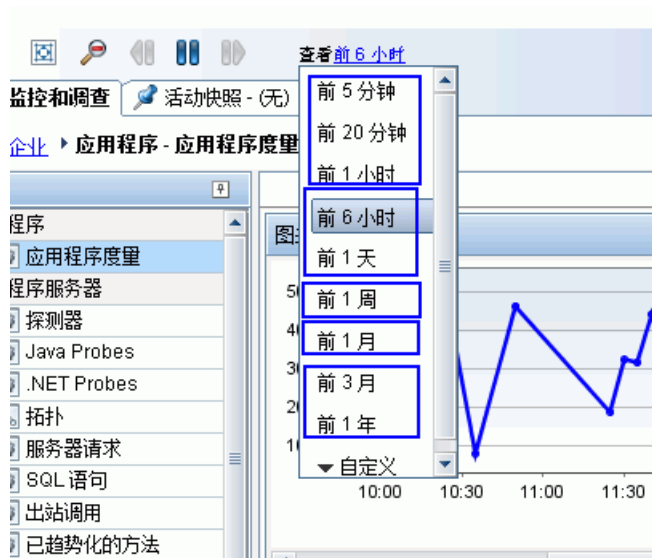 查看前 6 小时
监控和调查 活动快照 - (无)
企业 应用程序 - 应用程序度量
前 5 分钟
前 20 分钟
前 1 小时
前 6 小时
前 1 天
前 1 周
前 1 月
前 3 月
前 1 年
自定义
程序
应用程序度量
程序服务器
探测器
Java Probes
.NET Probes
拓扑
服务器请求
SQL 语句
出站调用
已趋势化的方法
10:00 10:30 11:00 11:30